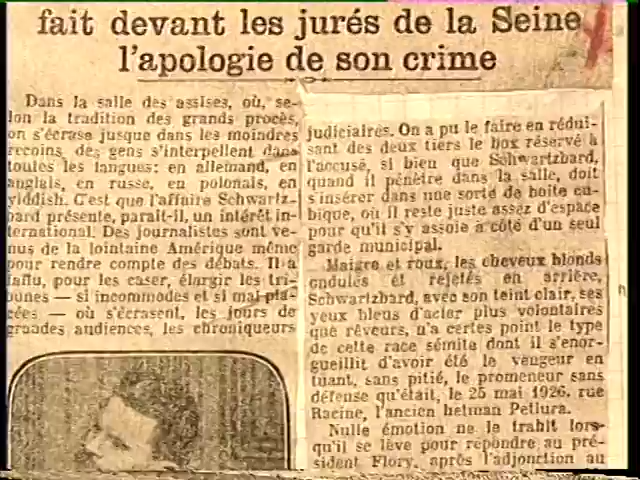 fait devant les jurés de la Seine
l'apologie de son crime
Dans la salle des assises, où, se-
lon la tradition des grands procès,
on s'écrase jusque dans les moindres
recoins, des gens s'interpellent dans
toutes les langues: en allemand, en
anglais, en russe, en polonais, en
yiddish. C'est que l'affaire Schwartz-
bard présente, paraît-il, un intérêt in-
ternational. Des journalistes sont ve-
nus de la lointaine Amérique même
pour rendre compte des débats. Il a
fallu, pour les caser, élargir les tri-
bunes — si incommodes et si mal pla-
cées — où s'écrasent, les jours de
grandes audiences, les chroniqueurs
judiciaires. On a pu le faire en rédui-
sant des deux tiers le box réservé à
l'accusé, si bien que Schwartzbard,
quand il pénètre dans la salle, doit
s'insérer dans une sorte de boîte cu-
bique, où il reste juste assez d'espace
pour qu'il s'y assoie à côté d'un seul
garde municipal.
Maigre et roux, les cheveux blonds
ondulés et rejetés en arrière,
Schwartzbard, avec son teint clair, ses
yeux bleus d'acier plus volontaires
que rêveurs, n'a certes point le type
de cette race sémite dont il s'enor-
gueillit d'avoir été le vengeur en
tuant, sans pitié, le promeneur sans
défense qu'était, le 25 mai 1926, rue
Racine, l'ancien hetman Petlura.
Nulle émotion ne le trahit lors-
qu'il se lève pour répondre au pré-
sident Flory, après l'adjonction au